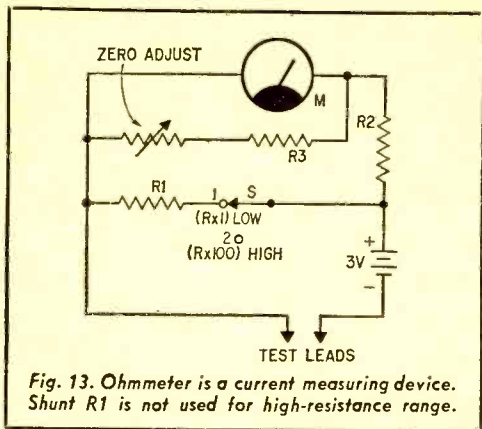 ZERO ADJUST
M
R2
R3
R1
1
S
(Rx1) LOW
2
(Rx100) HIGH
+
3V
−
TEST LEADS
Fig. 13. Ohmmeter is a current measuring device.
Shunt R1 is not used for high-resistance range.